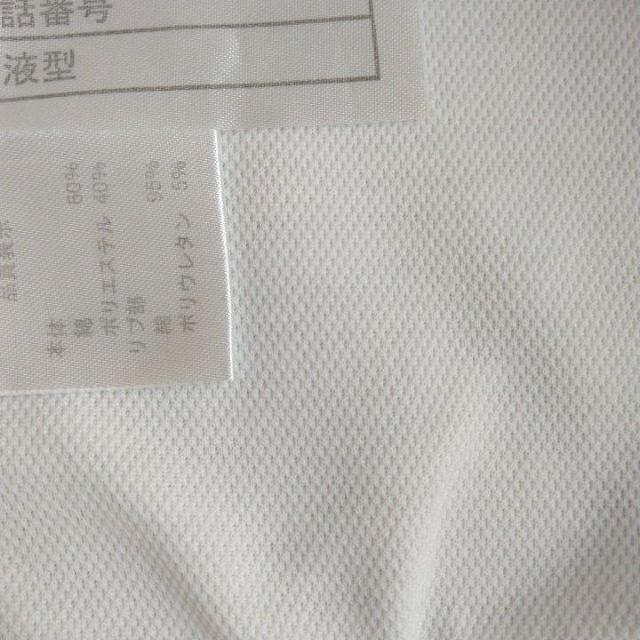 話番号
液型
品質表示
本体
綿 60%
ポリエステル 40%
リブ部
綿 95%
ポリウレタン 5%